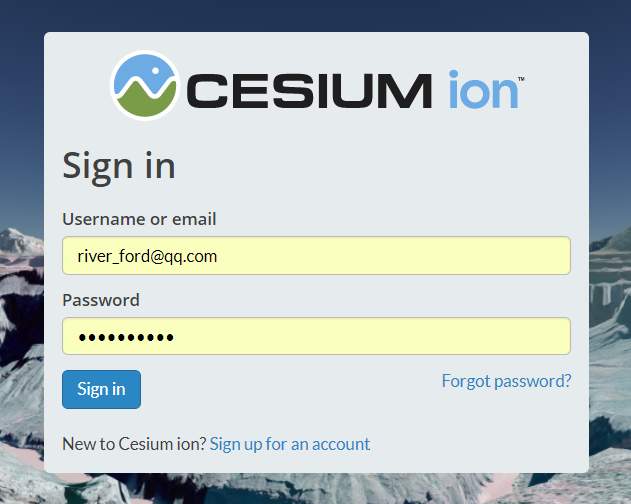 CESIUM ion™
Sign in
Username or email
river_ford@qq.com
Password
••••••••••
Sign in
Forgot password?
New to Cesium ion? Sign up for an account